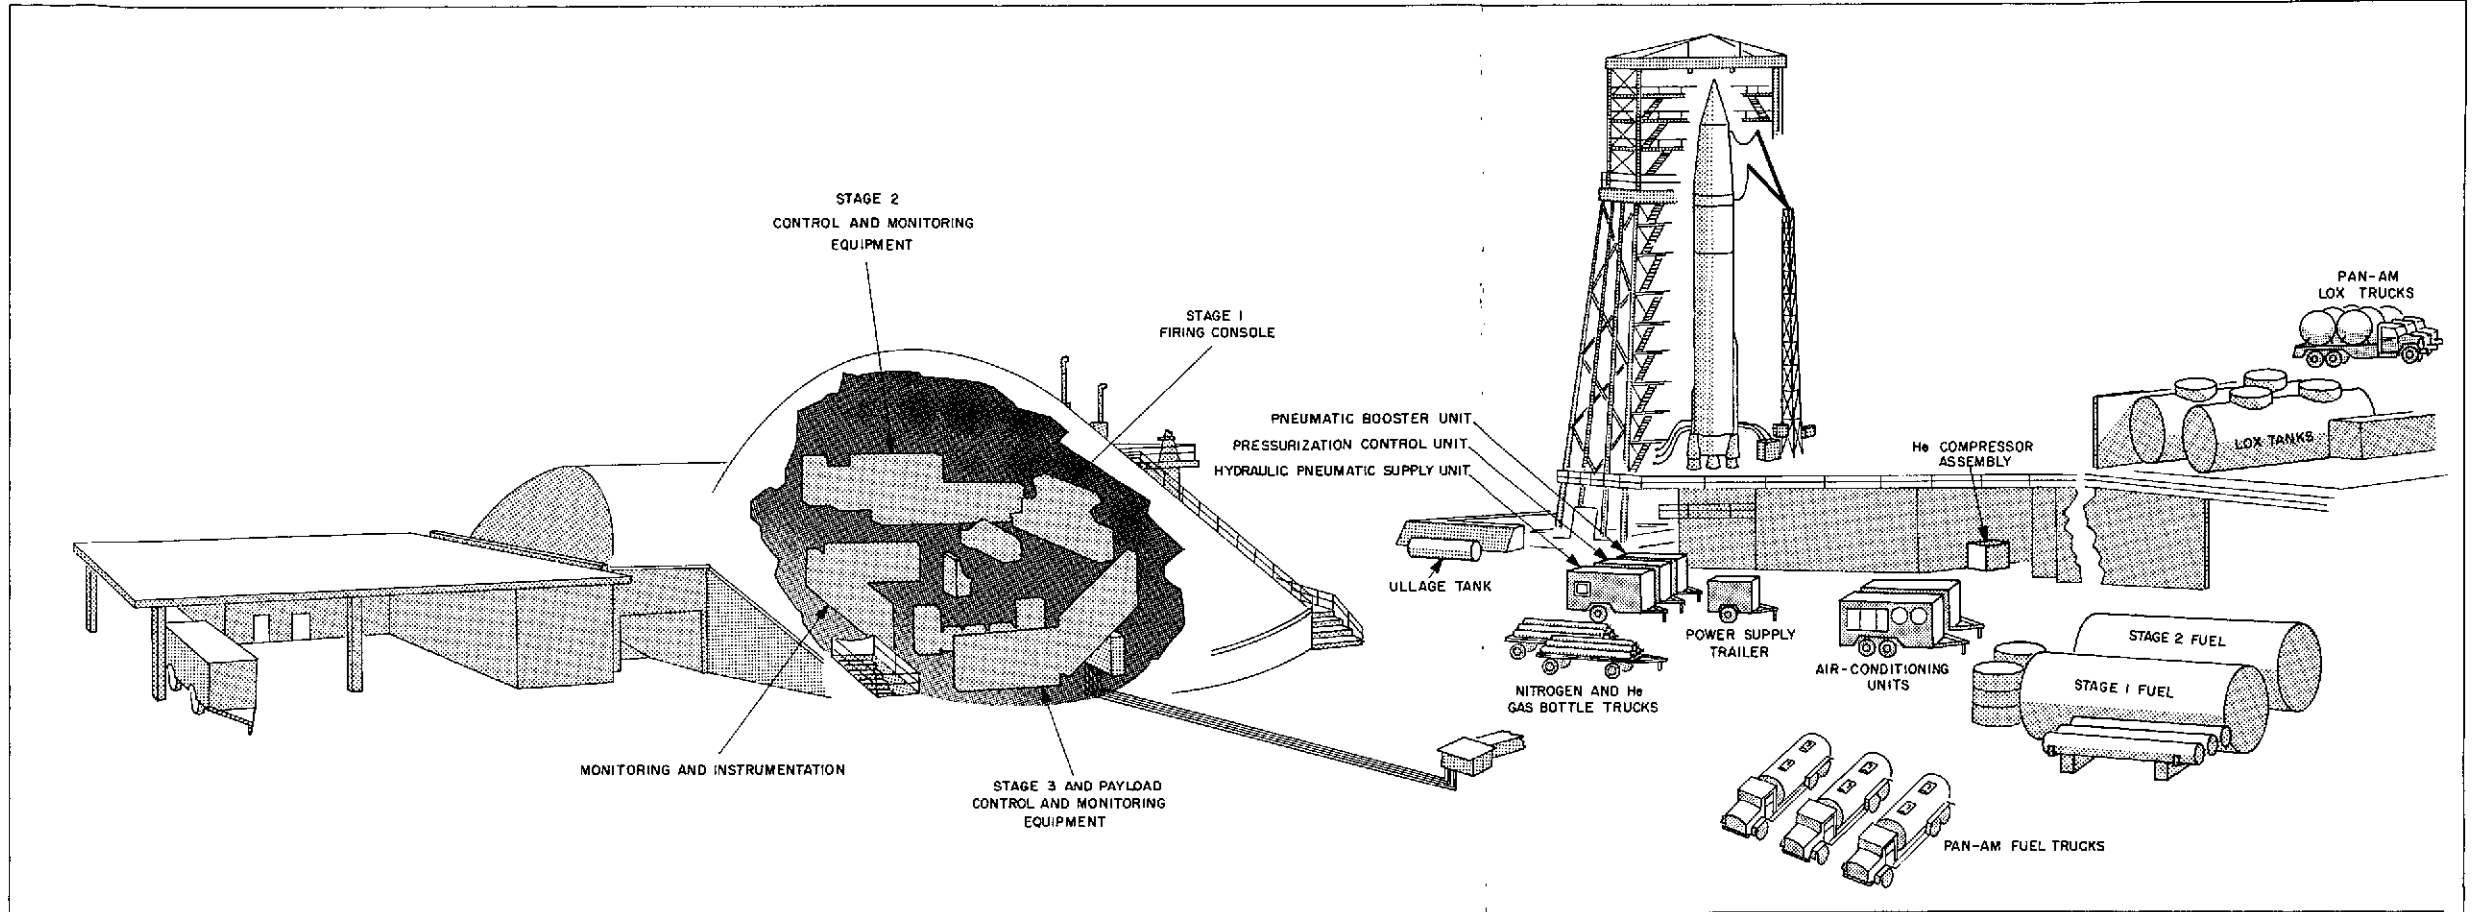 STAGE 2
CONTROL AND MONITORING
EQUIPMENT
STAGE 1
FIRING CONSOLE
MONITORING AND INSTRUMENTATION
STAGE 3 AND PAYLOAD
CONTROL AND MONITORING
EQUIPMENT
PNEUMATIC BOOSTER UNIT
PRESSURIZATION CONTROL UNIT
HYDRAULIC PNEUMATIC SUPPLY UNIT
ULLAGE TANK
NITROGEN AND He
GAS BOTTLE TRUCKS
POWER SUPPLY
TRAILER
He COMPRESSOR
ASSEMBLY
AIR-CONDITIONING
UNITS
PAN-AM
LOX TRUCKS
LOX TANKS
STAGE 2 FUEL
STAGE 1 FUEL
PAN-AM FUEL TRUCKS